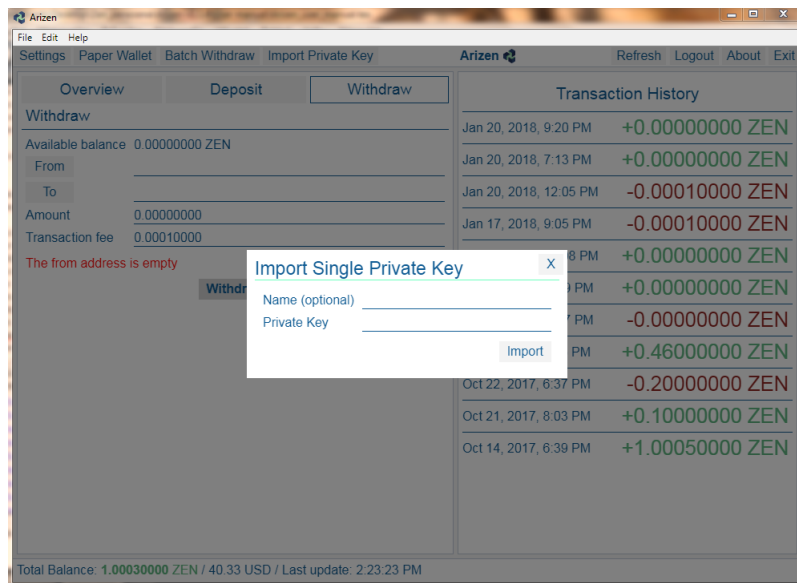 Arizen
File Edit Help
Settings Paper Wallet Batch Withdraw Import Private Key Arizen Refresh Logout About Exit
Overview Deposit Withdraw
Withdraw
Available balance 0.00000000 ZEN
From
To
Amount 0.00000000
Transaction fee 0.00010000
The from address is empty
Withdr
Import Single Private Key X
Name (optional)
Private Key
Import
Transaction History
Jan 20, 2018, 9:20 PM +0.00000000 ZEN
Jan 20, 2018, 7:13 PM +0.00000000 ZEN
Jan 20, 2018, 12:05 PM -0.00010000 ZEN
Jan 17, 2018, 9:05 PM -0.00010000 ZEN
8 PM +0.00000000 ZEN
PM +0.00000000 ZEN
PM -0.00000000 ZEN
PM +0.46000000 ZEN
Oct 22, 2017, 6:37 PM -0.20000000 ZEN
Oct 21, 2017, 8:03 PM +0.10000000 ZEN
Oct 14, 2017, 6:39 PM +1.00050000 ZEN
Total Balance: 1.00030000 ZEN / 40.33 USD / Last update: 2:23:23 PM